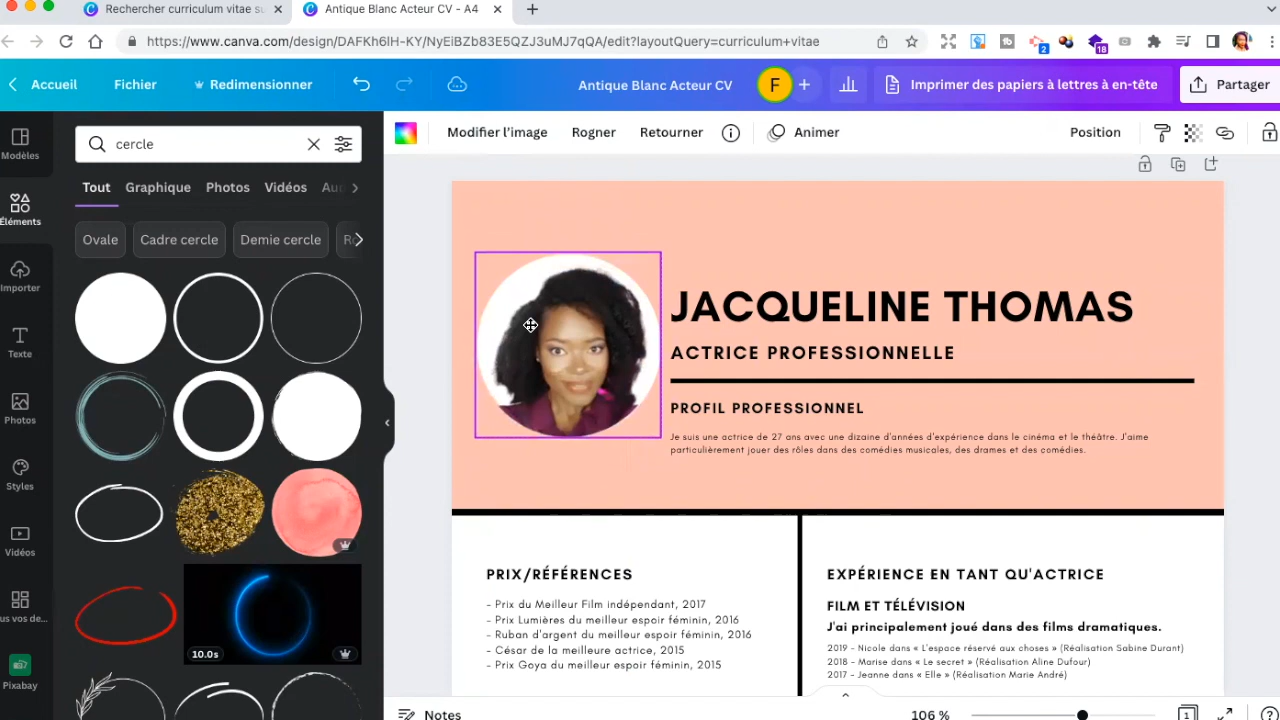 Rechercher curriculum vitae su
Antique Blanc Acteur CV - A4
https://www.canva.com/design/DAFKh6lH-KY/NyEiBZb83E5QZJ3uMJ7qQA/edit?layoutQuery=curriculum+vitae
2
18
Accueil
Fichier
Redimensionner
Antique Blanc Acteur CV
F
Imprimer des papiers à lettres à en-tête
Partager
Modifier l'image
Rogner
Retourner
Animer
Position
Modèles
Éléments
Importer
Texte
Photos
Styles
Vidéos
us vos de...
Pixabay
cercle
Tout
Graphique
Photos
Vidéos
Au
Ovale
Cadre cercle
Demie cercle
10.0s
JACQUELINE THOMAS
ACTRICE PROFESSIONNELLE
PROFIL PROFESSIONNEL
Je suis une actrice de 27 ans avec une dizaine d'années d'expérience dans le cinéma et le théâtre. J'aime
particulièrement jouer des rôles dans des comédies musicales, des drames et des comédies.
PRIX/RÉFÉRENCES
- Prix du Meilleur Film indépendant, 2017
- Prix Lumières du meilleur espoir féminin, 2016
- Ruban d'argent du meilleur espoir féminin, 2016
- César de la meilleure actrice, 2015
- Prix Goya du meilleur espoir féminin, 2015
EXPÉRIENCE EN TANT QU'ACTRICE
FILM ET TÉLÉVISION
J'ai principalement joué dans des films dramatiques.
2019 - Nicole dans « L'espace réservé aux choses » (Réalisation Sabine Durant)
2018 - Marise dans « Le secret » (Réalisation Aline Dufour)
2017 - Jeanne dans « Elle » (Réalisation Marie André)
Notes
106 %
1